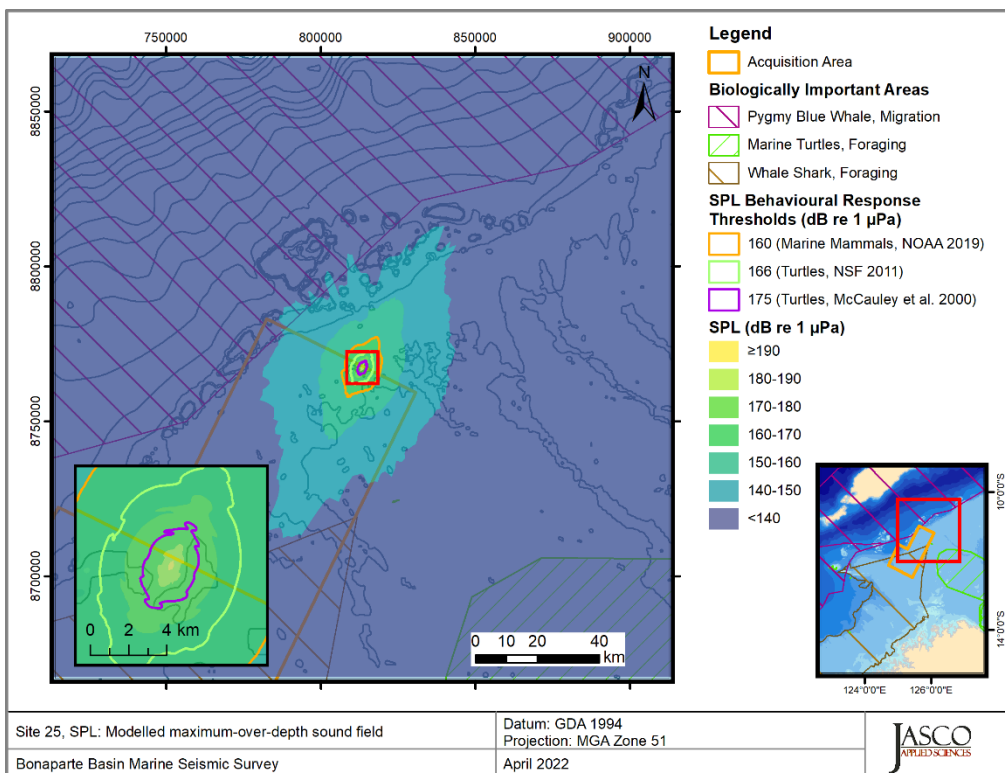 750000 800000 850000 900000
8850000
8800000
8750000
8700000
N
0 2 4 km
0 10 20 40
km
Legend
Acquisition Area
Biologically Important Areas
Pygmy Blue Whale, Migration
Marine Turtles, Foraging
Whale Shark, Foraging
SPL Behavioural Response
Thresholds (dB re 1 µPa)
160 (Marine Mammals, NOAA 2019)
166 (Turtles, NSF 2011)
175 (Turtles, McCauley et al. 2000)
SPL (dB re 1 µPa)
≥190
180-190
170-180
160-170
150-160
140-150
<140
10°0'0"S
14°0'0"S
124°0'0"E 126°0'0"E
Site 25, SPL: Modelled maximum-over-depth sound field
Bonaparte Basin Marine Seismic Survey
Datum: GDA 1994
Projection: MGA Zone 51
April 2022
JASCO
APPLIED SCIENCES